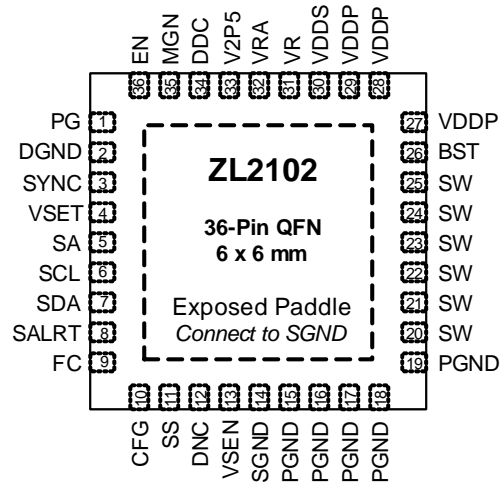 EN
MGN
DDC
V2P5
VRA
VR
VDDS
VDDP
VDDP
36
35
34
33
32
31
30
29
28
PG 1
DGND 2
SYNC 3
VSET 4
SA 5
SCL 6
SDA 7
SALRT 8
FC 9
ZL2102
36-Pin QFN
6 x 6 mm
Exposed Paddle
Connect to SGND
27 VDDP
26 BST
25 SW
24 SW
23 SW
22 SW
21 SW
20 SW
19 PGND
10
11
12
13
14
15
16
17
18
CFG
SS
DNC
VSEN
SGND
PGND
PGND
PGND
PGND